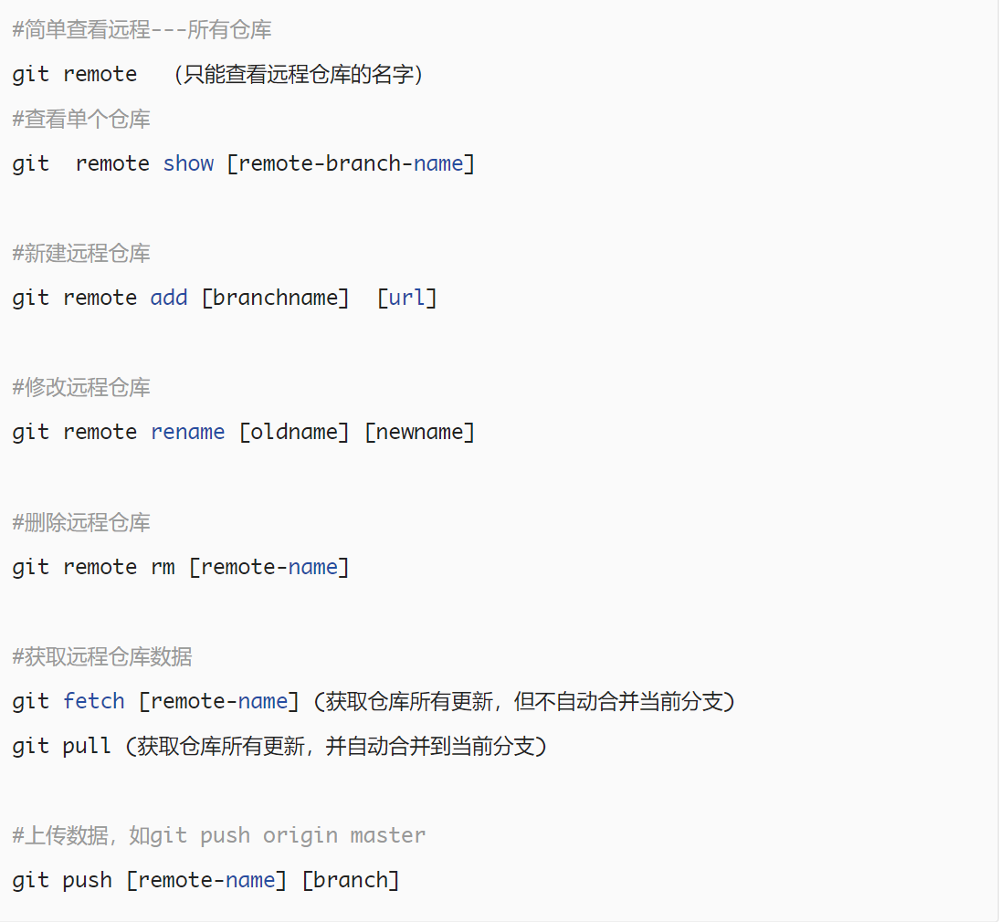 #简单查看远程---所有仓库
git remote （只能查看远程仓库的名字）
#查看单个仓库
git  remote show [remote-branch-name]
#新建远程仓库
git remote add [branchname]  [url]
#修改远程仓库
git remote rename [oldname] [newname]
#删除远程仓库
git remote rm [remote-name]
#获取远程仓库数据
git fetch [remote-name] (获取仓库所有更新，但不自动合并当前分支)
git pull (获取仓库所有更新，并自动合并到当前分支)
#上传数据，如git push origin master
git push [remote-name] [branch]